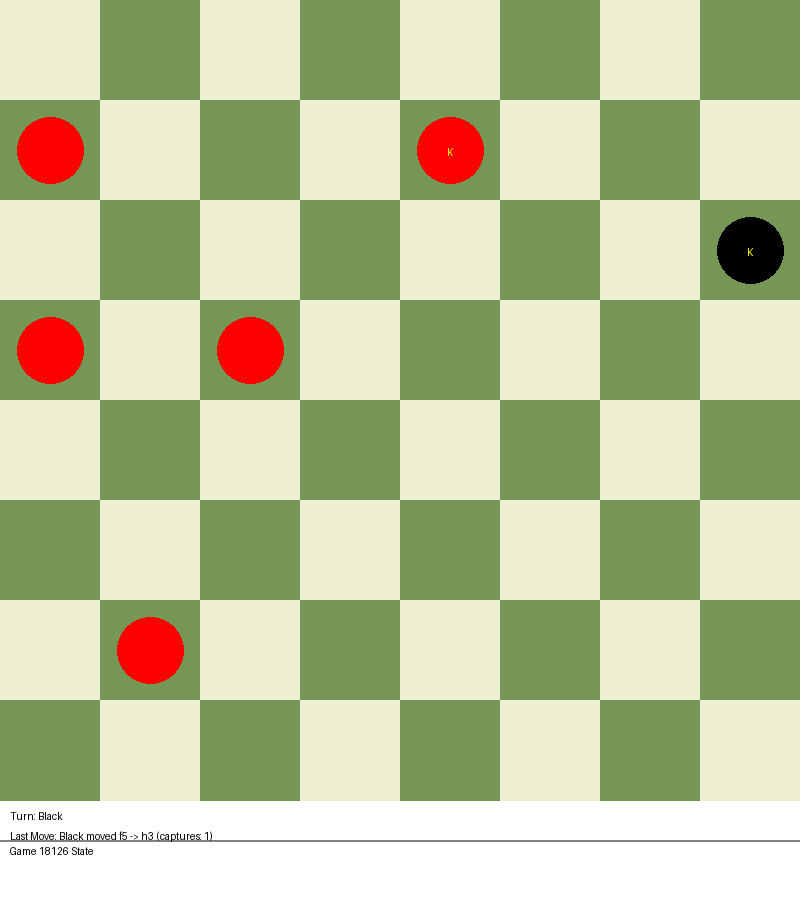 K
K
Turn: Black
Last Move: Black moved f5 -> h3 (captures: 1)
Game 18126 State